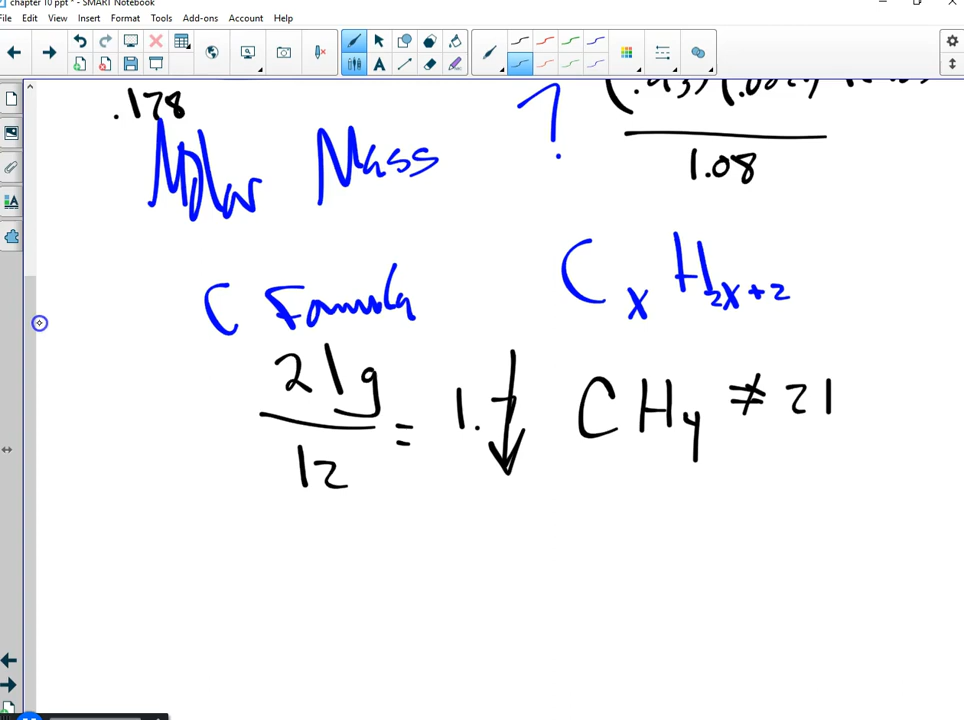 chapter 10 ppt * - SMART Notebook
File Edit View Insert Format Tools Add-ons Account Help
.178
Molar Mass ?
1.08
C Formula CxH2x+2
21g
12
= 1.7 CH4 ≠ 21